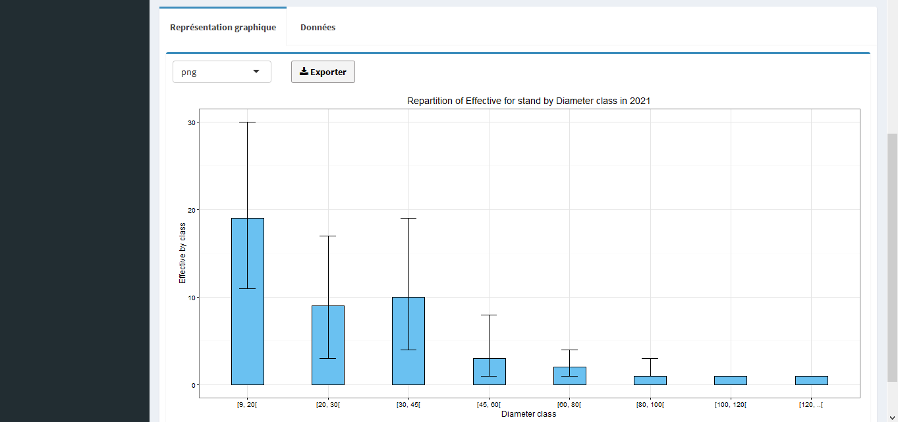 Représentation graphique
Données
png
Exporter
Repartition of Effective for stand by Diameter class in 2021
Effective by class
30
20
10
0
[9, 20[
[20, 30[
[30, 45[
[45, 60[
[60, 80[
[80, 100[
[100, 120[
[120, ..[
Diameter class